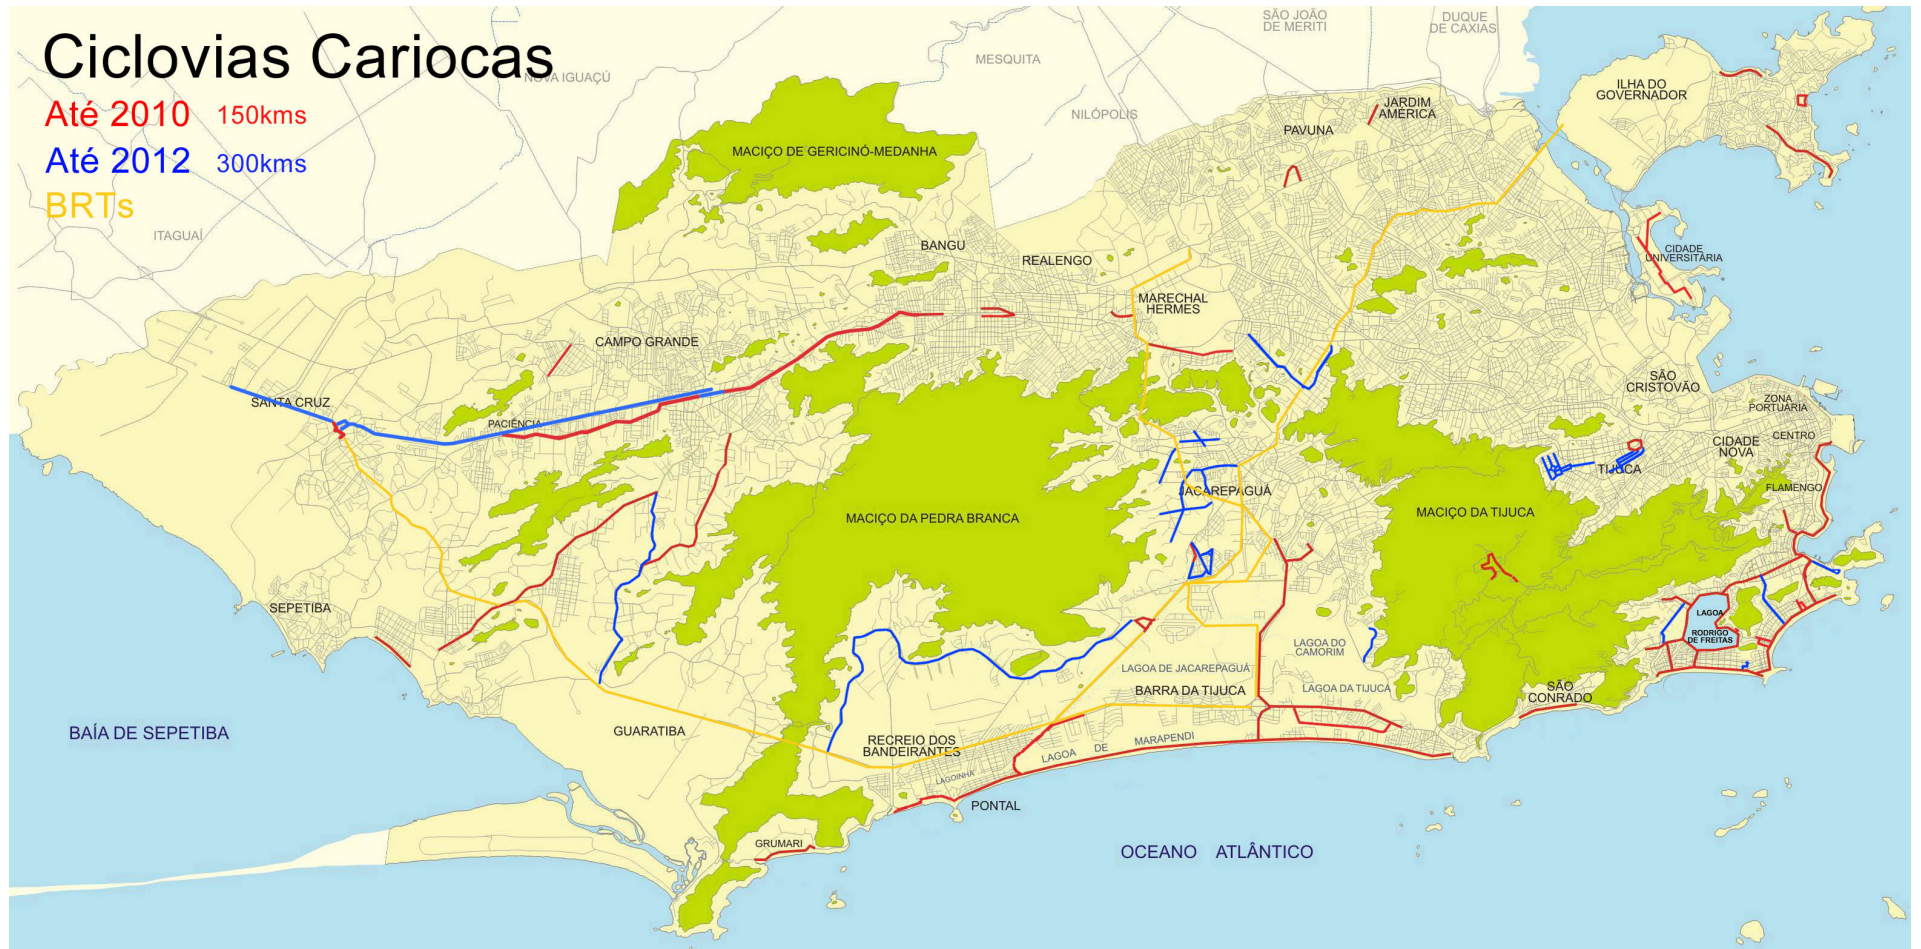 Ciclovias Cariocas
Até 2010 150kms
Até 2012 300kms
BRTs
SÃO JOÃO
DE MERITI
DUQUE
DE CAXIAS
MESQUITA
NOVA IGUAÇÚ
NILÓPOLIS
ITAGUAÍ
ILHA DO
GOVERNADOR
JARDIM
AMÉRICA
PAVUNA
MACIÇO DE GERICINÓ-MEDANHA
BANGU
REALENGO
CIDADE
UNIVERSITÁRIA
MARECHAL
HERMES
CAMPO GRANDE
SANTA CRUZ
PACIÊNCIA
SÃO
CRISTOVÃO
ZONA
PORTUÁRIA
CIDADE
NOVA
CENTRO
TIJUCA
FLAMENGO
JACAREPAGUÁ
MACIÇO DA PEDRA BRANCA
MACIÇO DA TIJUCA
SEPETIBA
LAGOA
RODRIGO
DE FREITAS
LAGOA DO
CAMORIM
LAGOA DE JACAREPAGUÁ
BARRA DA TIJUCA
LAGOA DA TIJUCA
SÃO
CONRADO
BAÍA DE SEPETIBA
GUARATIBA
RECREIO DOS
BANDEIRANTES
LAGOA DE MARAPENDI
LAGOINHA
PONTAL
GRUMARI
OCEANO ATLÂNTICO